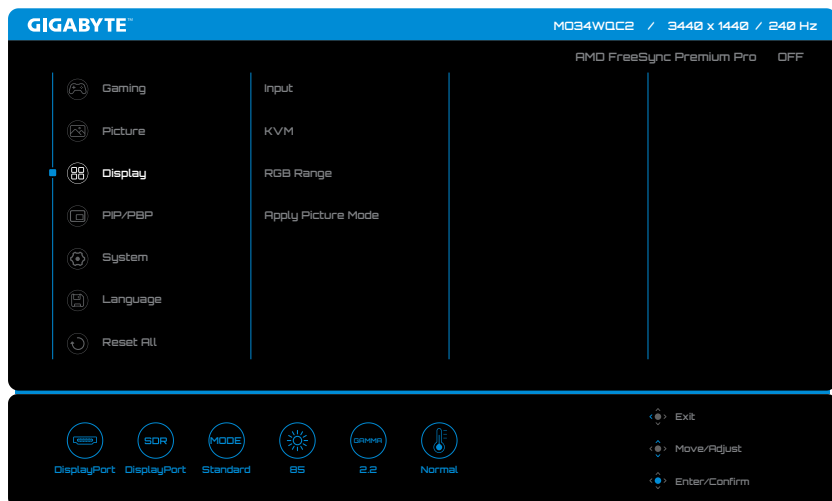 GIGABYTE™ MO34WQC2 / 3440 x 1440 / 240 Hz
AMD FreeSync Premium Pro OFF
Gaming
Picture
Display
PIP/PBP
System
Language
Reset All
Input
KVM
RGB Range
Apply Picture Mode
SDR
MODE
GAMMA
DisplayPort
DisplayPort
Standard
85
2.2
Normal
Exit
Move/Adjust
Enter/Confirm